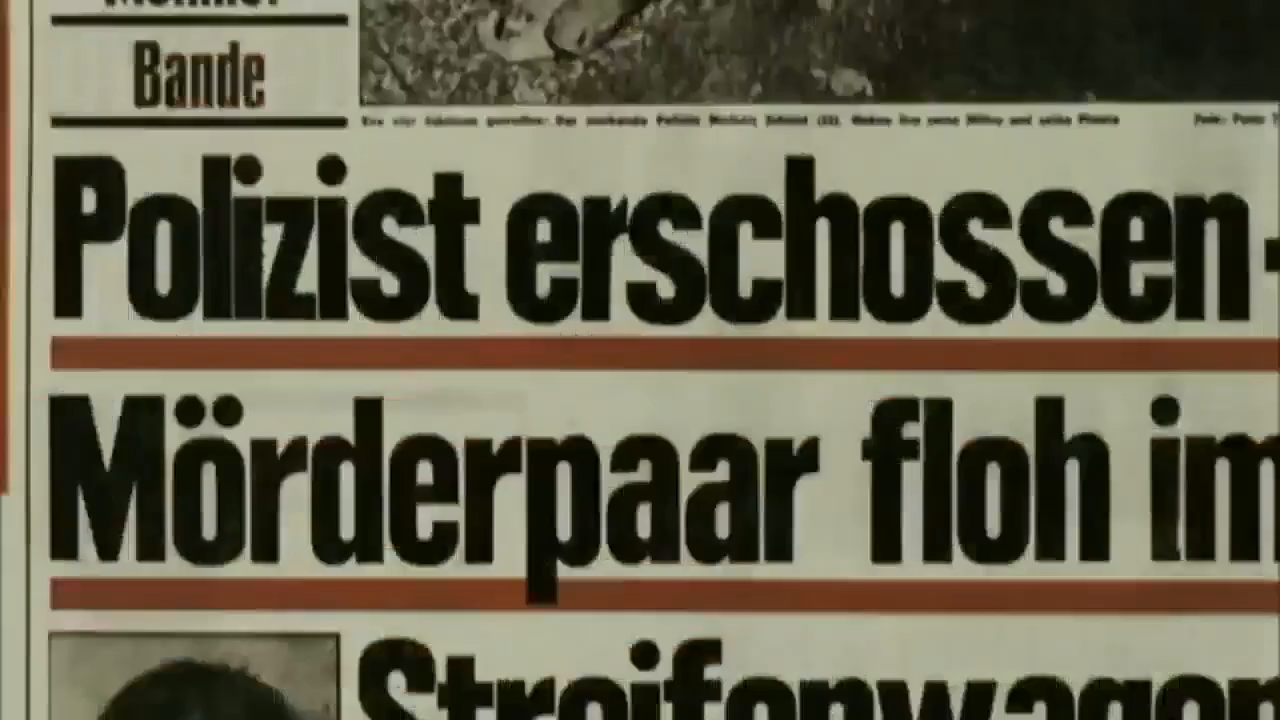 Bande
Polizist erschossen -
Mörderpaar floh im
Streifenwagen